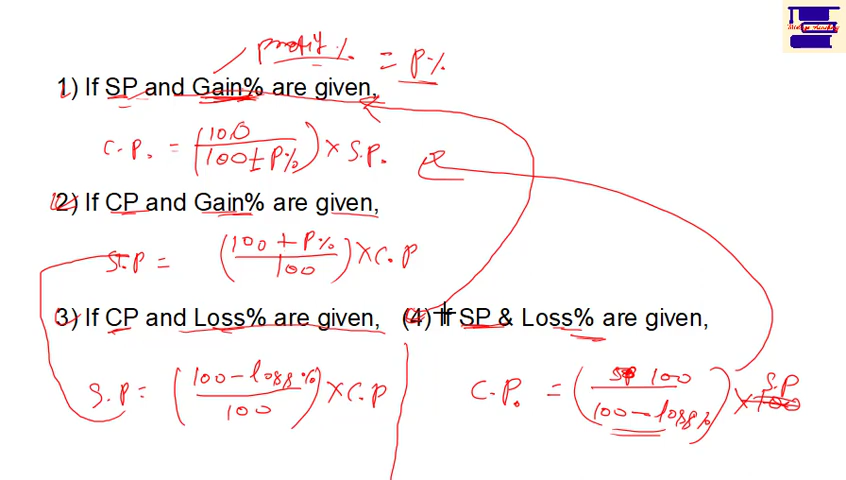 profit % = P%
1) If SP and Gain% are given,
C.P. = (100 / 100 + P%) × S.P.
2) If CP and Gain% are given,
S.P = (100 + P% / 100) × C.P
3) If CP and Loss% are given,
(4) If SP & Loss% are given,
S.P = (100 - loss% / 100) × C.P
C.P. = (100 / 100 - loss%) × 100 S.P